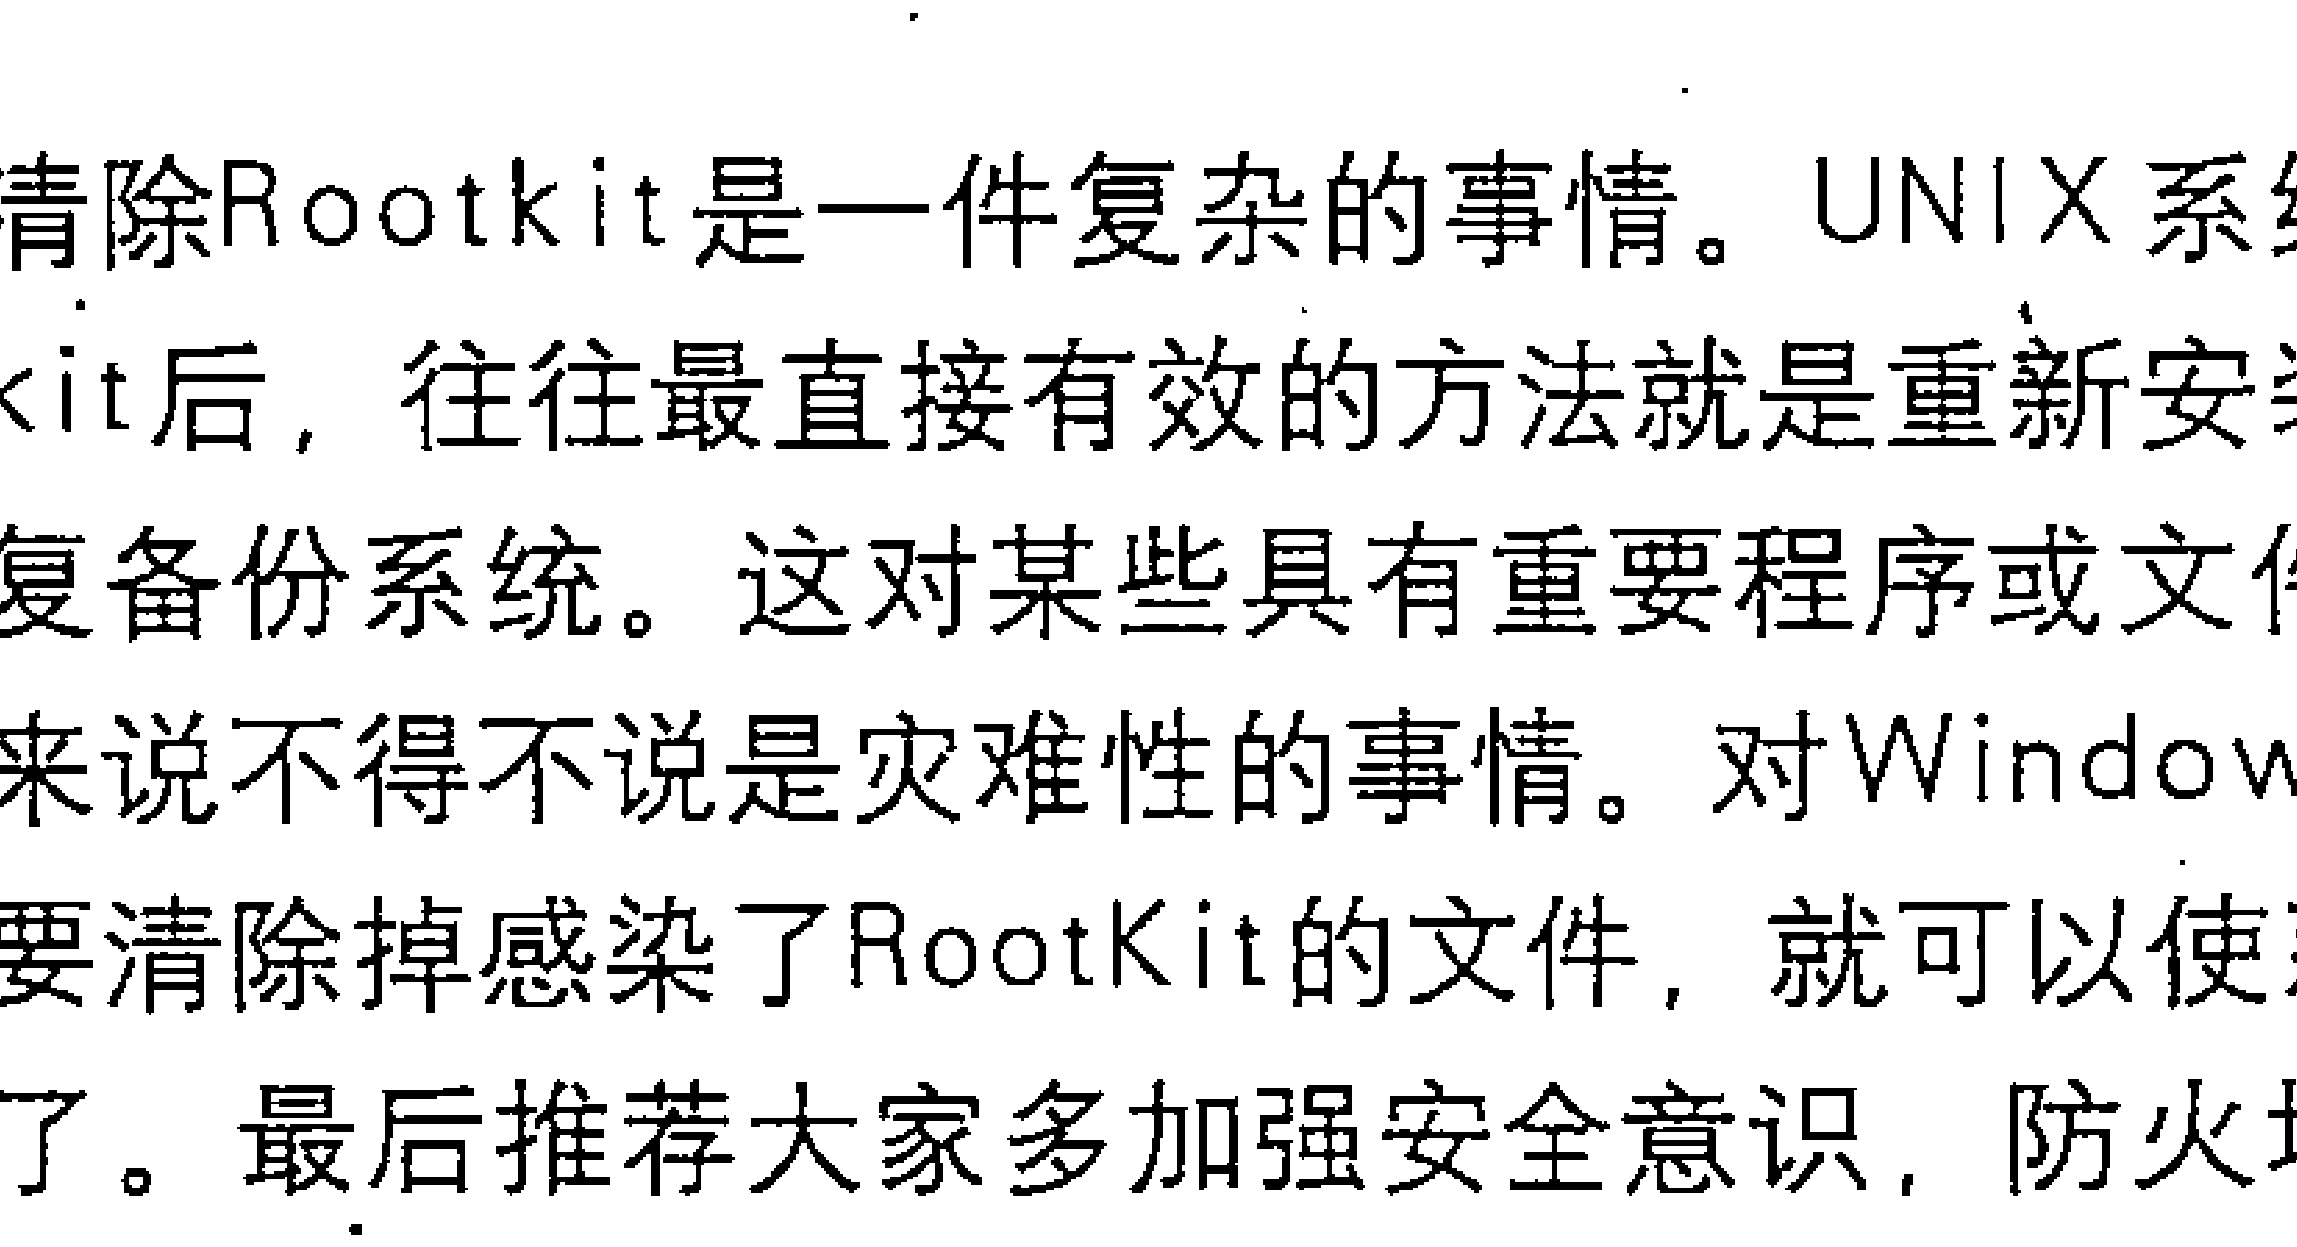 清除Rootkit是一件复杂的事情。UNIX系统
kit后，往往最直接有效的方法就是重新安装
复备份系统。这对某些具有重要程序或文件
来说不得不说是灾难性的事情。对Window
要清除掉感染了RootKit的文件，就可以使
了。最后推荐大家多加强安全意识，防火